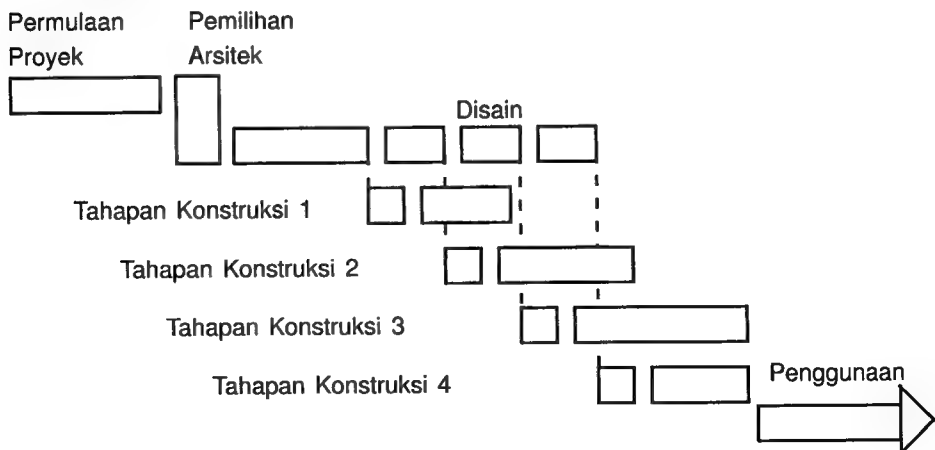 Permulaan
Proyek
Pemilihan
Arsitek
Disain
Tahapan Konstruksi 1
Tahapan Konstruksi 2
Tahapan Konstruksi 3
Tahapan Konstruksi 4
Penggunaan